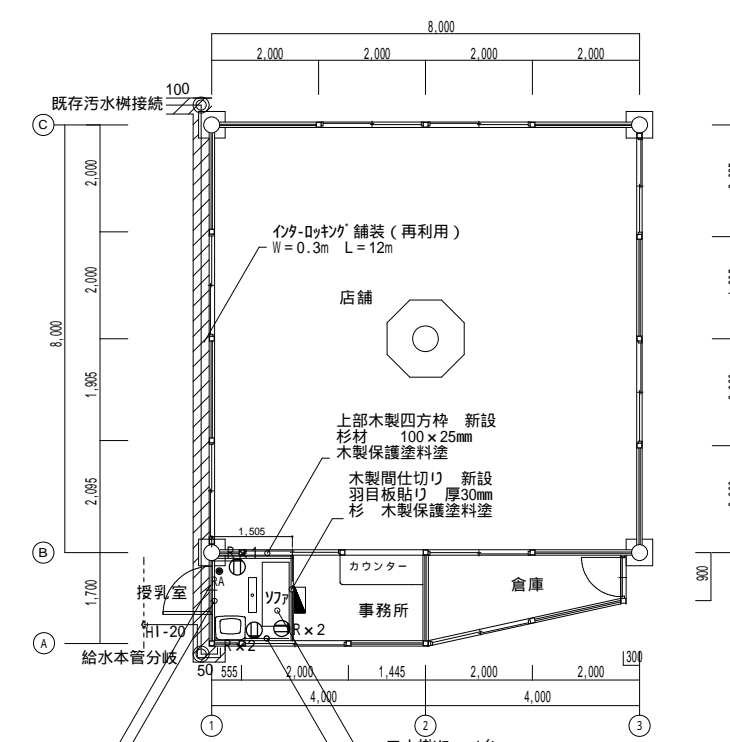 8,000
2,000 2,000 2,000 2,000
100
既存汚水桝接続
C
2,000
ｲﾝﾀｰﾛｯｷﾝｸﾞ舗装（再利用）
W＝0.3m L＝12m
2,000
店舗
8,000
1,905
上部木製四方枠 新設
杉材 100×25mm
木製保護塗料塗
木製間仕切り 新設
羽目板貼り 厚30mm
杉 木製保護塗料塗
2,095
1,505
B
R×1
カウンター
RA
授乳室
ソファ
事務所
倉庫
900
1,700
HI-20
R×2
R×2
A
給水本管分岐
50
555 2,000 1,445 2,000 2,000
300
4,000 4,000
1 2 3